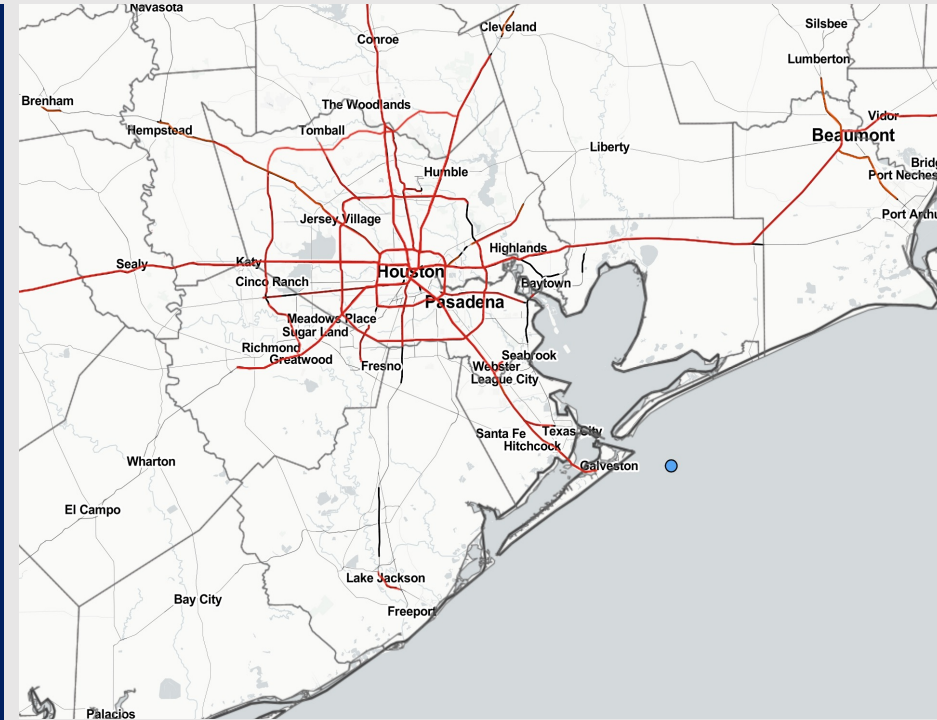 Navasota
Silsbee
Cleveland
Conroe
Lumberton
Brenham
The Woodlands
Vidor
Hempstead
Tomball
Beaumont
Liberty
Bridg
Humble
Port Neches
Port Arthu
Jersey Village
Highlands
Katy
Sealy
Houston
Cinco Ranch
Baytown
Pasadena
Meadows Place
Sugar Land
Richmond
Seabrook
Greatwood
Fresno
Webster
League City
Santa Fe
Texas City
Hitchcock
Wharton
Galveston
El Campo
Lake Jackson
Bay City
Freeport
Palacios